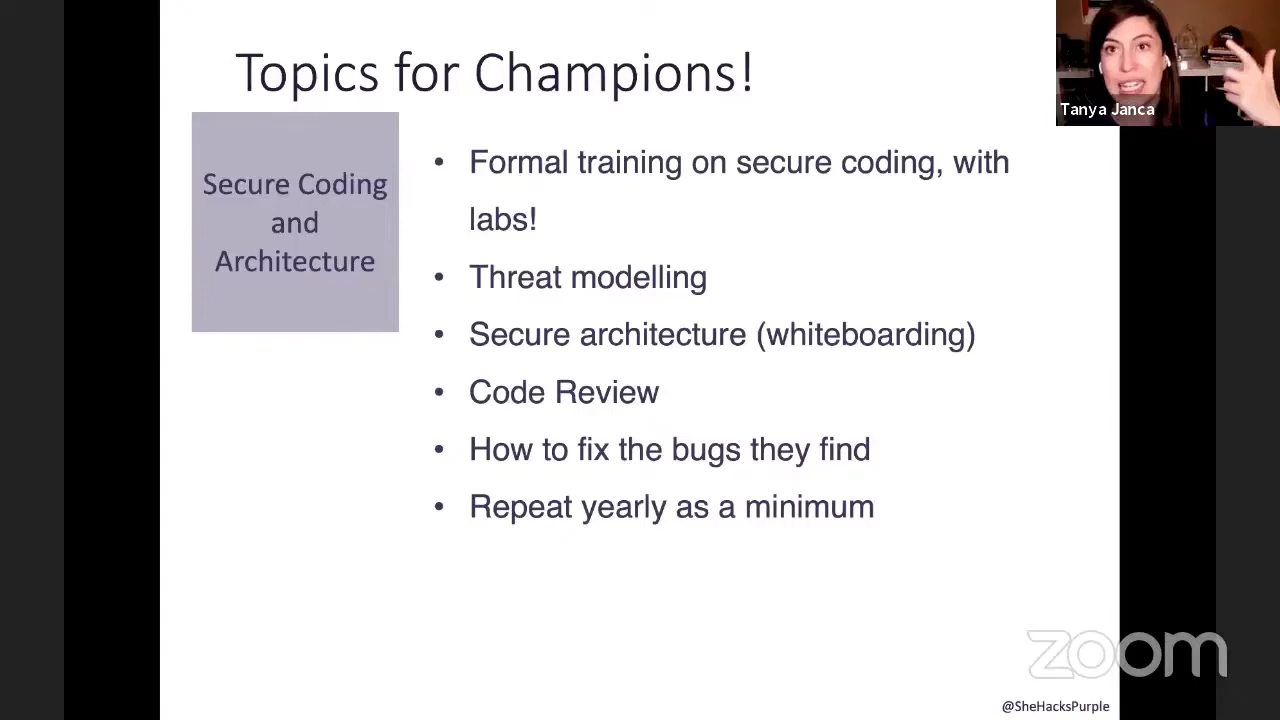 Topics for Champions!
Tanya Janca
Secure Coding
and
Architecture
• Formal training on secure coding, with
labs!
• Threat modelling
• Secure architecture (whiteboarding)
• Code Review
• How to fix the bugs they find
• Repeat yearly as a minimum
zoom
@SheHacksPurple